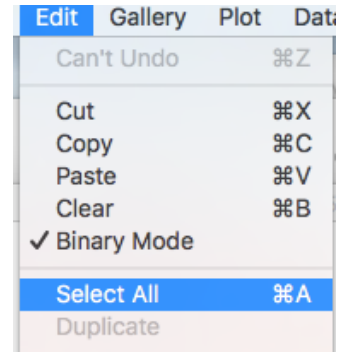 Edit Gallery Plot Data
Can't Undo ⌘Z
Cut ⌘X
Copy ⌘C
Paste ⌘V
Clear ⌘B
✓ Binary Mode
Select All ⌘A
Duplicate